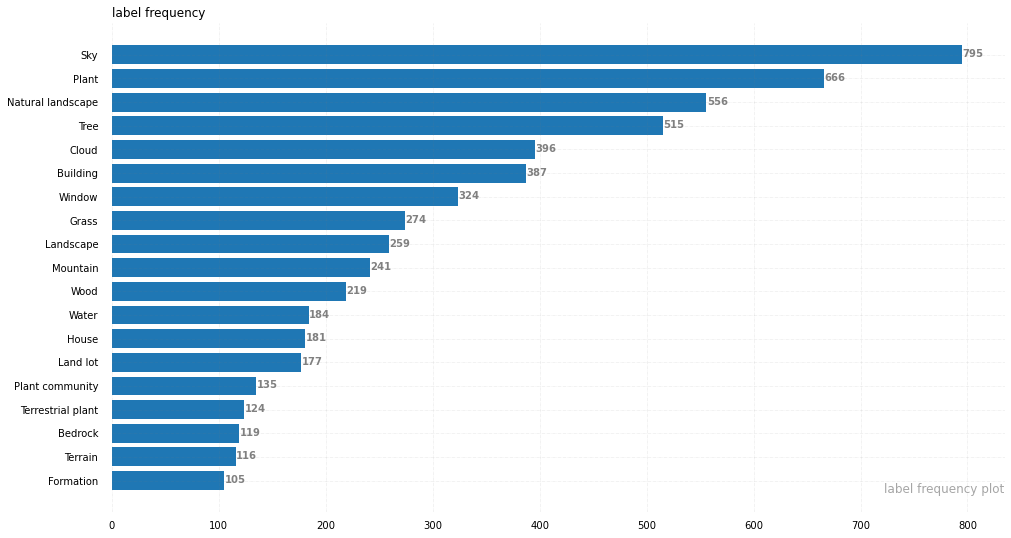 label frequency
Sky 795
Plant 666
Natural landscape 556
Tree 515
Cloud 396
Building 387
Window 324
Grass 274
Landscape 259
Mountain 241
Wood 219
Water 184
House 181
Land lot 177
Plant community 135
Terrestrial plant 124
Bedrock 119
Terrain 116
Formation 105
label frequency plot
0 100 200 300 400 500 600 700 800